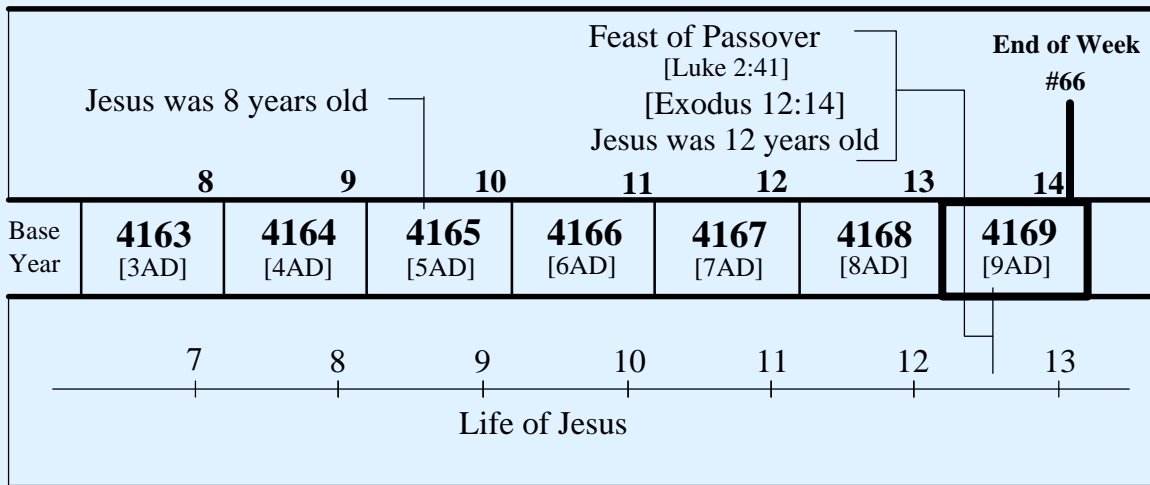 Feast of Passover
[Luke 2:41]
[Exodus 12:14]
Jesus was 12 years old
End of Week
#66
Jesus was 8 years old
8 9 10 11 12 13 14
Base Year
4163 4164 4165 4166 4167 4168 4169
[3AD] [4AD] [5AD] [6AD] [7AD] [8AD] [9AD]
7 8 9 10 11 12 13
Life of Jesus